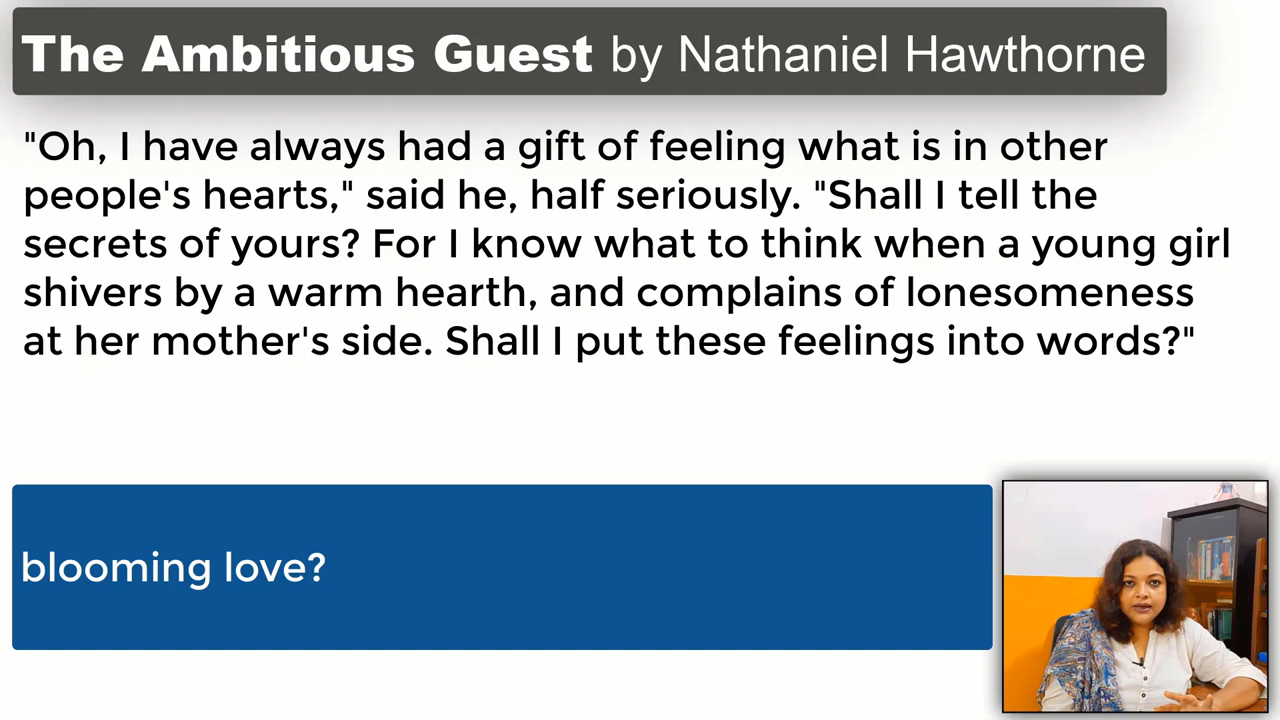 The Ambitious Guest by Nathaniel Hawthorne
"Oh, I have always had a gift of feeling what is in other
people's hearts," said he, half seriously. "Shall I tell the
secrets of yours? For I know what to think when a young girl
shivers by a warm hearth, and complains of lonesomeness
at her mother's side. Shall I put these feelings into words?"
blooming love?